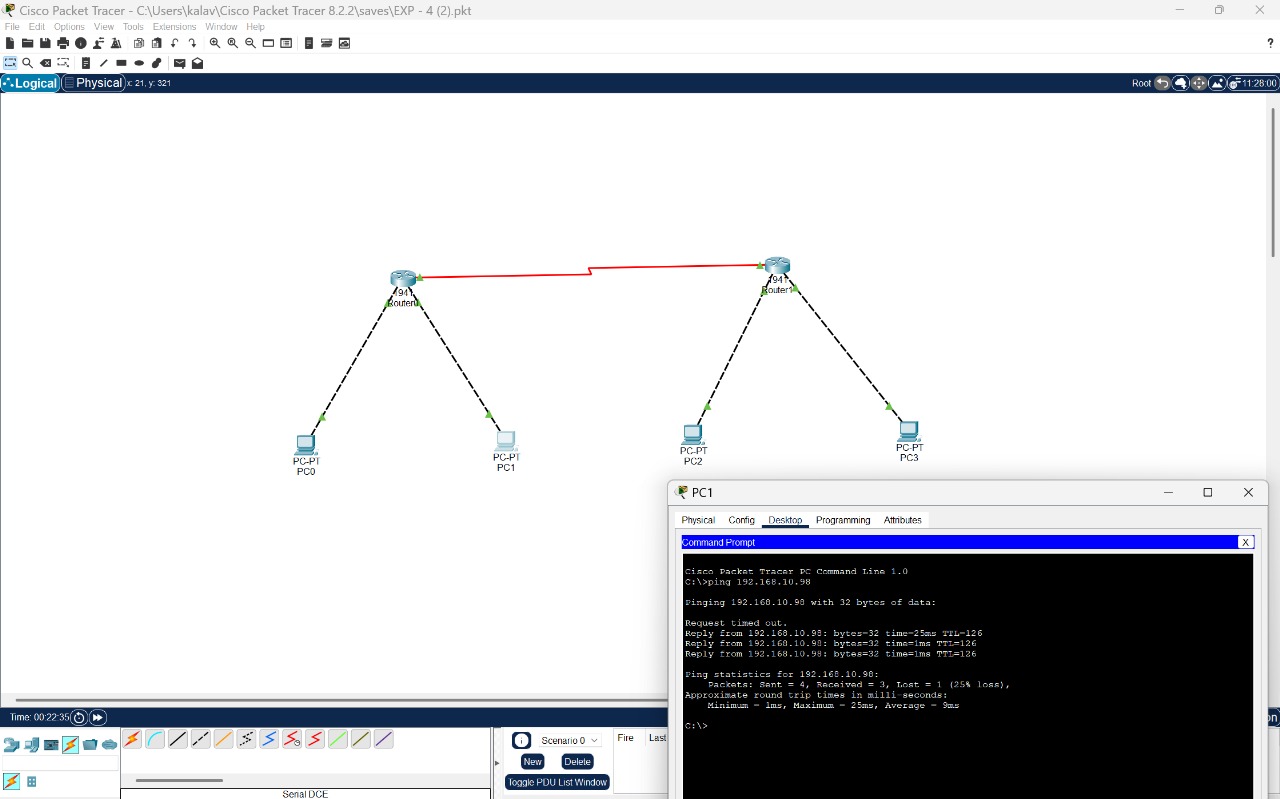 Cisco Packet Tracer - C:\Users\kalav\Cisco Packet Tracer 8.2.2\saves\EXP - 4 (2).pkt
File Edit Options View Tools Extensions Window Help
?
Logical Physical x: 21, y: 321 Root 11:28:00
1941
Router0
1941
Router1
PC-PT
PC0
PC-PT
PC1
PC-PT
PC2
PC-PT
PC3
PC1
Physical Config Desktop Programming Attributes
Command Prompt X
Cisco Packet Tracer PC Command Line 1.0
C:\>ping 192.168.10.98
Pinging 192.168.10.98 with 32 bytes of data:
Request timed out.
Reply from 192.168.10.98: bytes=32 time=25ms TTL=126
Reply from 192.168.10.98: bytes=32 time=1ms TTL=126
Reply from 192.168.10.98: bytes=32 time=1ms TTL=126
Ping statistics for 192.168.10.98:
Packets: Sent = 4, Received = 3, Lost = 1 (25% loss),
Approximate round trip times in milli-seconds:
Minimum = 1ms, Maximum = 25ms, Average = 9ms
C:\>
Time: 00:22:35
Scenario 0
New Delete
Toggle PDU List Window
Fire Last
Serial DCE